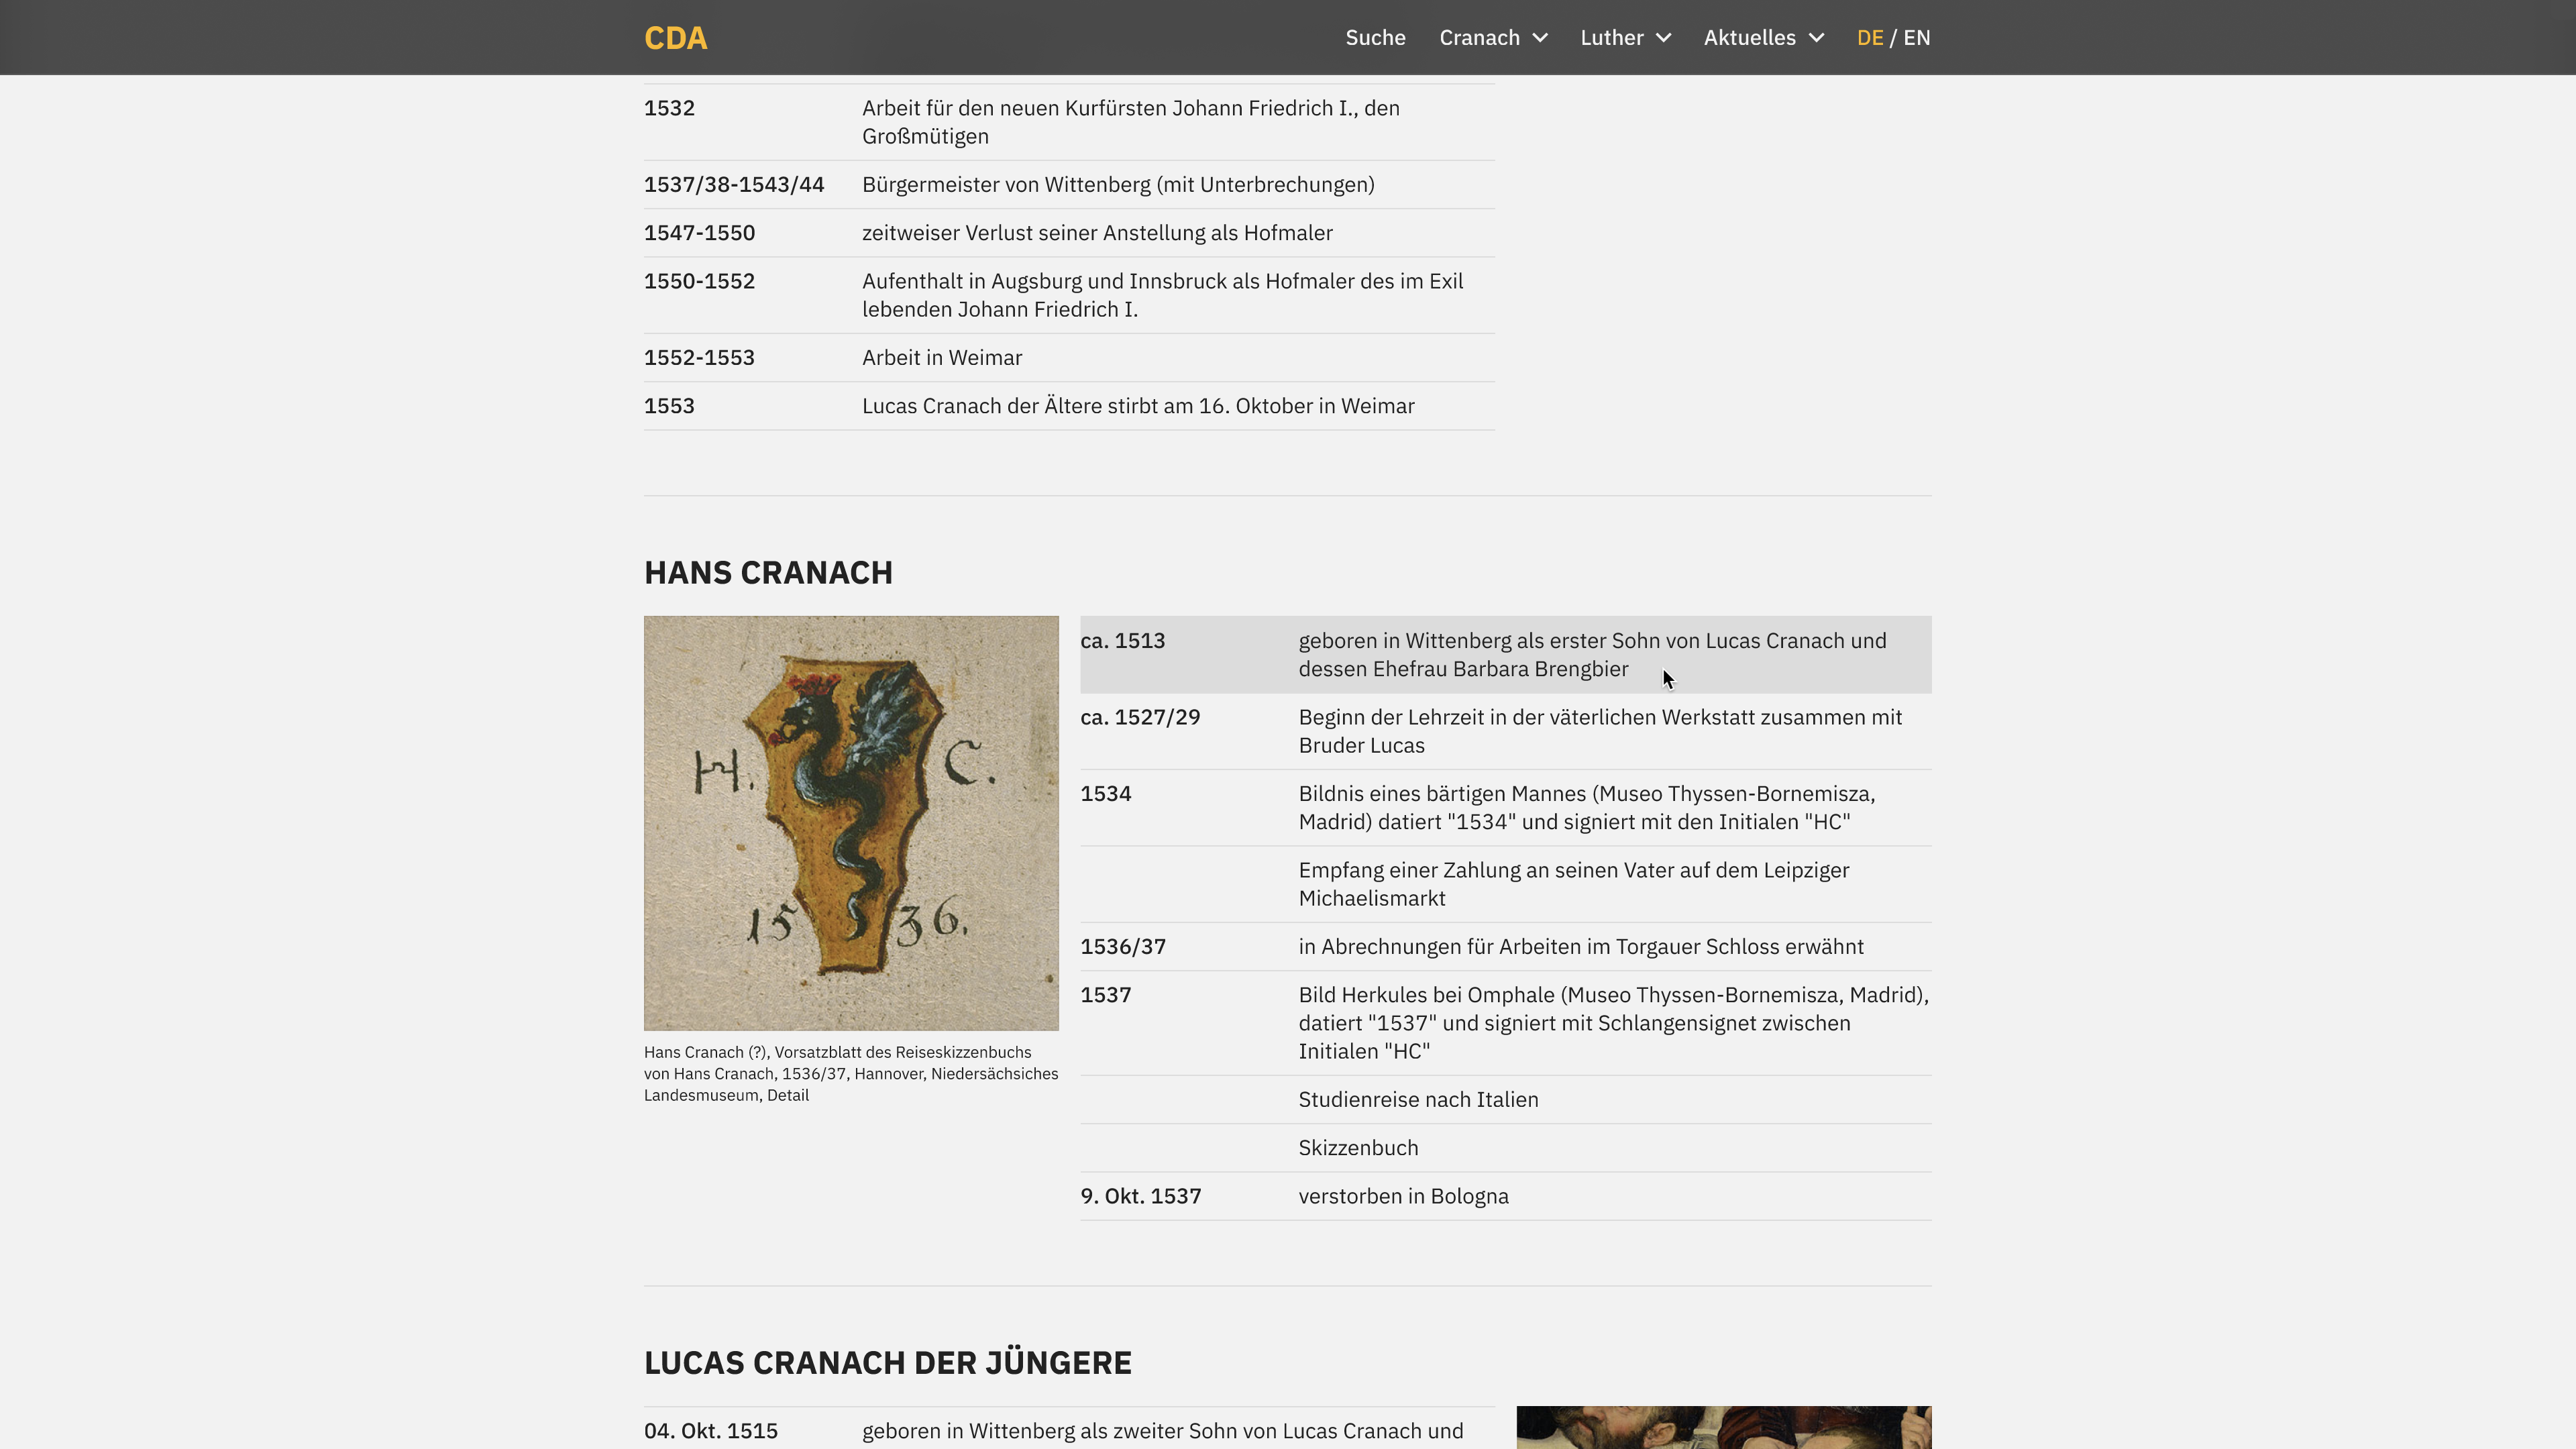 CDA
Suche
Cranach
Luther
Aktuelles
DE / EN
1532
Arbeit für den neuen Kurfürsten Johann Friedrich I., den
Großmütigen
1537/38-1543/44
Bürgermeister von Wittenberg (mit Unterbrechungen)
1547-1550
zeitweiser Verlust seiner Anstellung als Hofmaler
1550-1552
Aufenthalt in Augsburg und Innsbruck als Hofmaler des im Exil
lebenden Johann Friedrich I.
1552-1553
Arbeit in Weimar
1553
Lucas Cranach der Ältere stirbt am 16. Oktober in Weimar
HANS CRANACH
H. C.
15 36.
Hans Cranach (?), Vorsatzblatt des Reiseskizzenbuchs
von Hans Cranach, 1536/37, Hannover, Niedersächsiches
Landesmuseum, Detail
ca. 1513
geboren in Wittenberg als erster Sohn von Lucas Cranach und
dessen Ehefrau Barbara Brengbier
ca. 1527/29
Beginn der Lehrzeit in der väterlichen Werkstatt zusammen mit
Bruder Lucas
1534
Bildnis eines bärtigen Mannes (Museo Thyssen-Bornemisza,
Madrid) datiert "1534" und signiert mit den Initialen "HC"
Empfang einer Zahlung an seinen Vater auf dem Leipziger
Michaelismarkt
1536/37
in Abrechnungen für Arbeiten im Torgauer Schloss erwähnt
1537
Bild Herkules bei Omphale (Museo Thyssen-Bornemisza, Madrid),
datiert "1537" und signiert mit Schlangensignet zwischen
Initialen "HC"
Studienreise nach Italien
Skizzenbuch
9. Okt. 1537
verstorben in Bologna
LUCAS CRANACH DER JÜNGERE
04. Okt. 1515
geboren in Wittenberg als zweiter Sohn von Lucas Cranach und